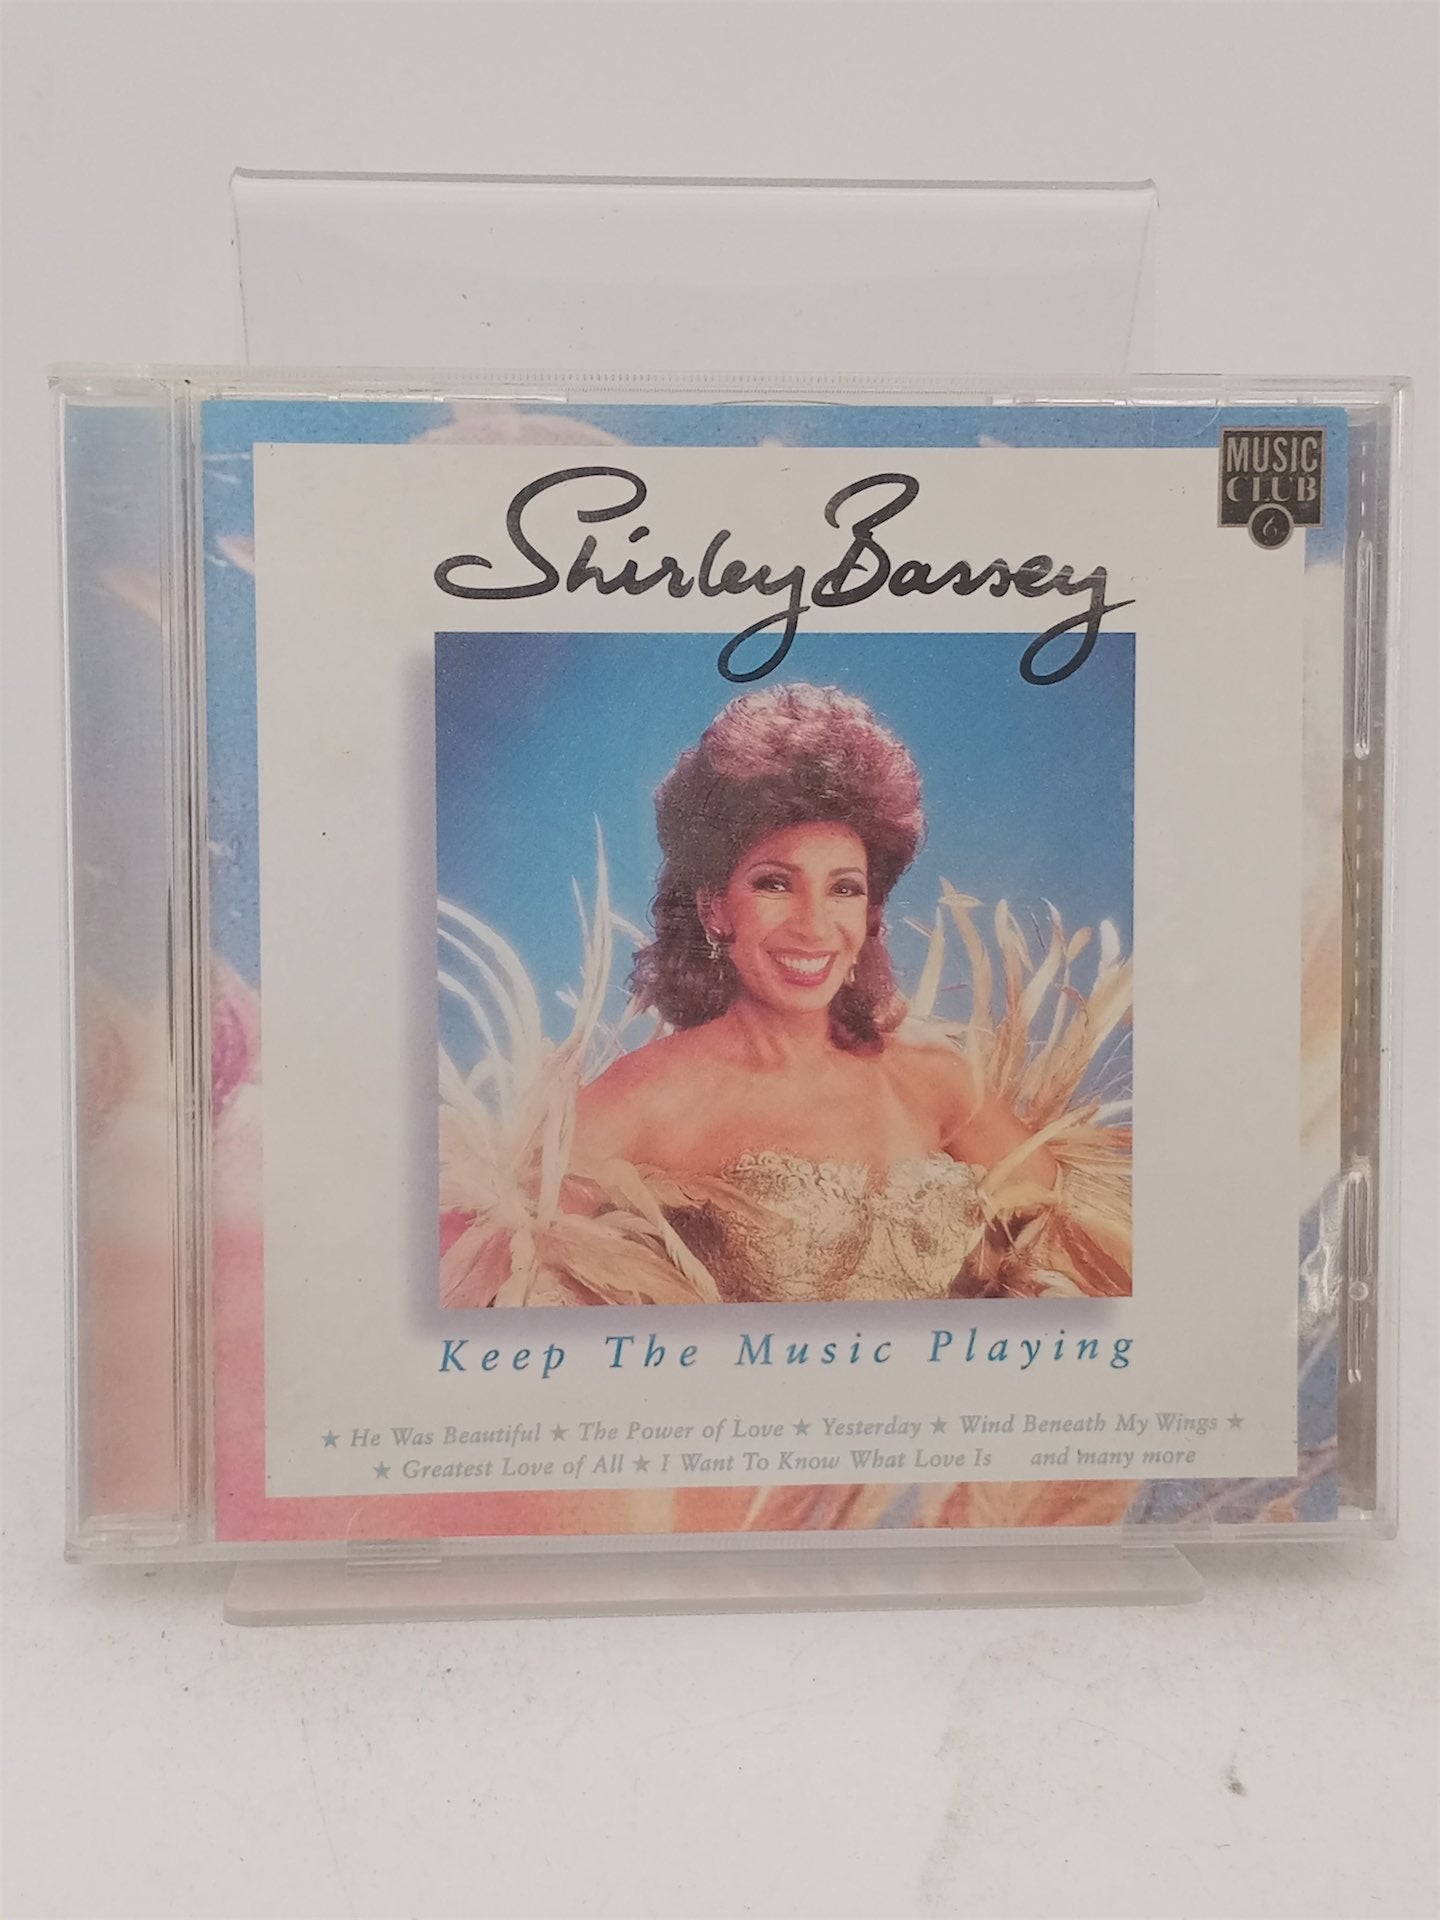 MUSIC
CLUB
6
Shirley Bassey
Keep The Music Playing
★ He Was Beautiful ★ The Power of Love ★ Yesterday ★ Wind Beneath My Wings ★
★ Greatest Love of All ★ I Want To Know What Love Is and many more